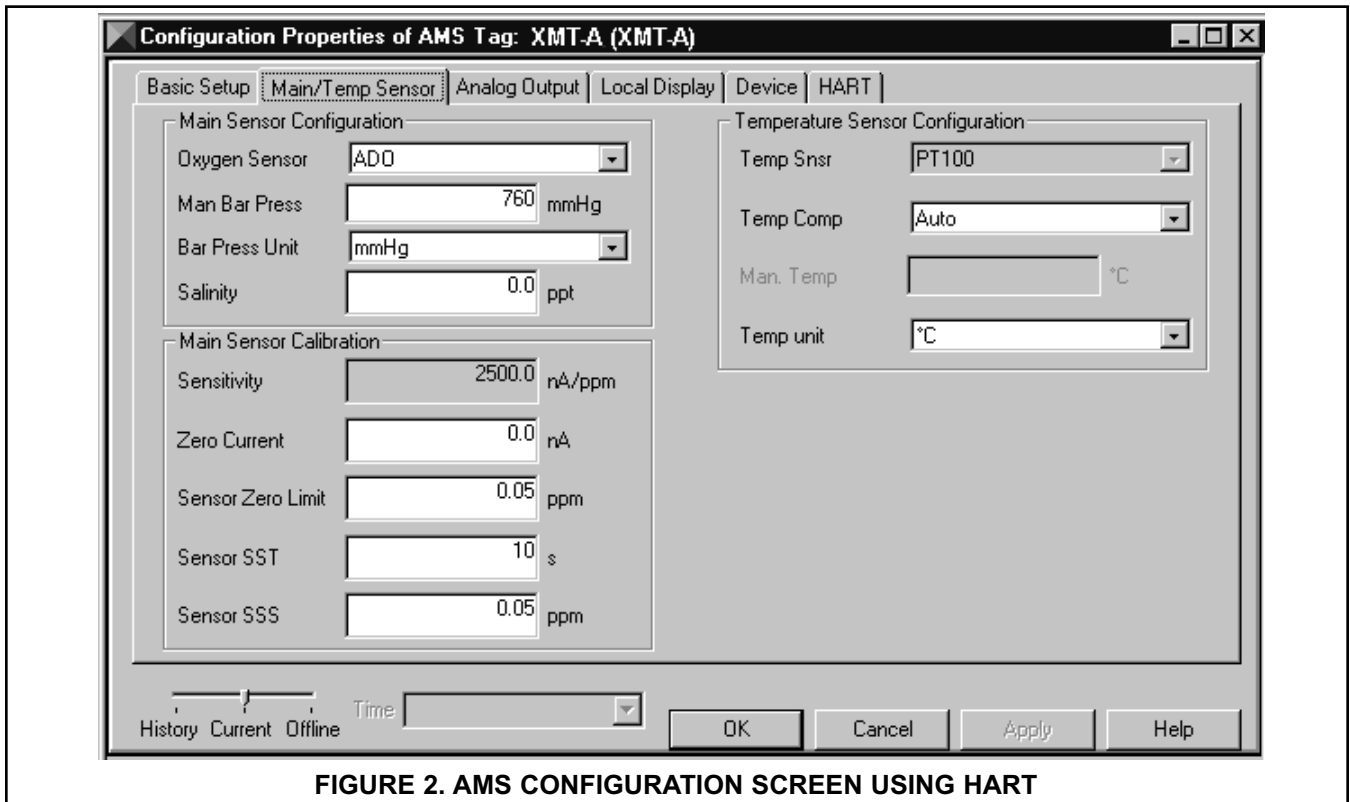 Configuration Properties of AMS Tag: XMT-A (XMT-A)
Basic Setup Main/Temp Sensor Analog Output Local Display Device HART
Main Sensor Configuration
Oxygen Sensor ADO
Man Bar Press 760 mmHg
Bar Press Unit mmHg
Salinity 0.0 ppt
Main Sensor Calibration
Sensitivity 2500.0 nA/ppm
Zero Current 0.0 nA
Sensor Zero Limit 0.05 ppm
Sensor SST 10 s
Sensor SSS 0.05 ppm
Temperature Sensor Configuration
Temp Snsr PT100
Temp Comp Auto
Man. Temp °C
Temp unit °C
History Current Offline
Time
OK Cancel Apply Help
FIGURE 2. AMS CONFIGURATION SCREEN USING HART